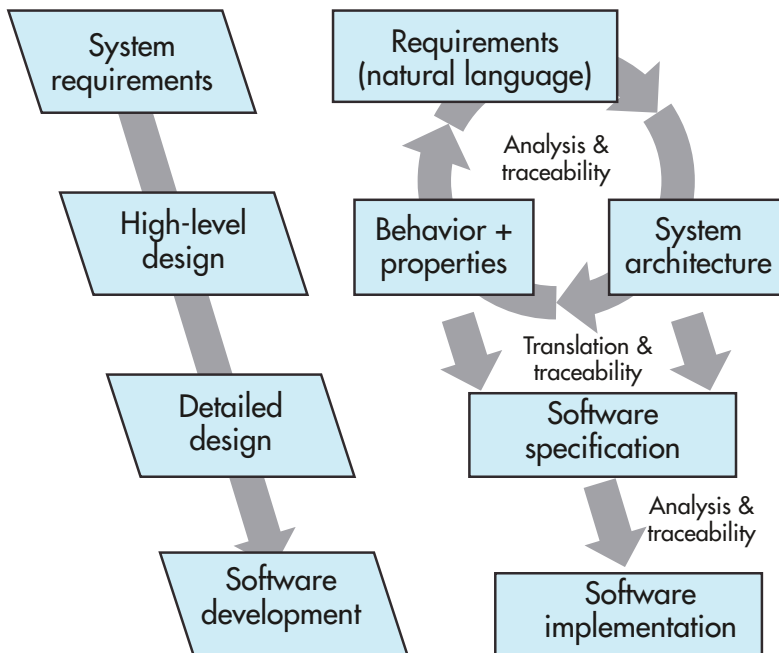 System
requirements
High-level
design
Detailed
design
Software
development
Requirements
(natural language)
Analysis &
traceability
Behavior +
properties
System
architecture
Translation &
traceability
Software
specification
Analysis &
traceability
Software
implementation